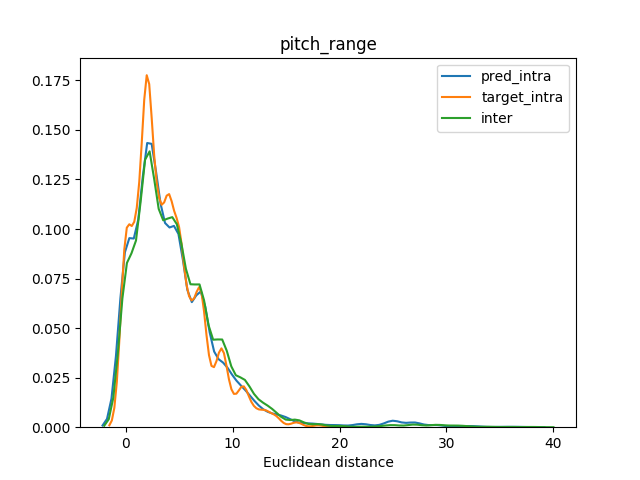 pitch_range
pred_intra
target_intra
inter
0.175
0.150
0.125
0.100
0.075
0.050
0.025
0.000
0 10 20 30 40
Euclidean distance